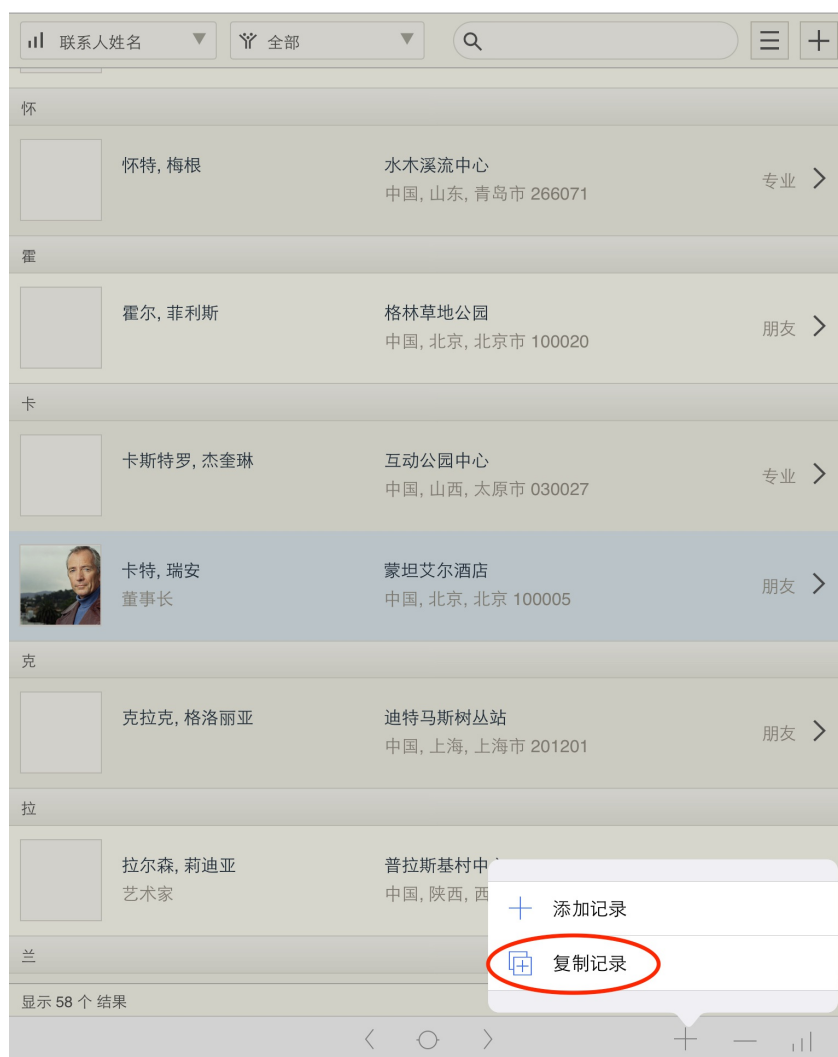 联系人姓名 全部
怀
怀特, 梅根 水木溪流中心 专业
中国, 山东, 青岛市 266071
霍
霍尔, 菲利斯 格林草地公园 朋友
中国, 北京, 北京市 100020
卡
卡斯特罗, 杰奎琳 互动公园中心 专业
中国, 山西, 太原市 030027
卡特, 瑞安 蒙坦艾尔酒店 朋友
董事长 中国, 北京, 北京 100005
克
克拉克, 格洛丽亚 迪特马斯树丛站 朋友
中国, 上海, 上海市 201201
拉
拉尔森, 莉迪亚 普拉斯基村中
艺术家 中国, 陕西, 西
添加记录
兰
复制记录
显示 58 个 结果